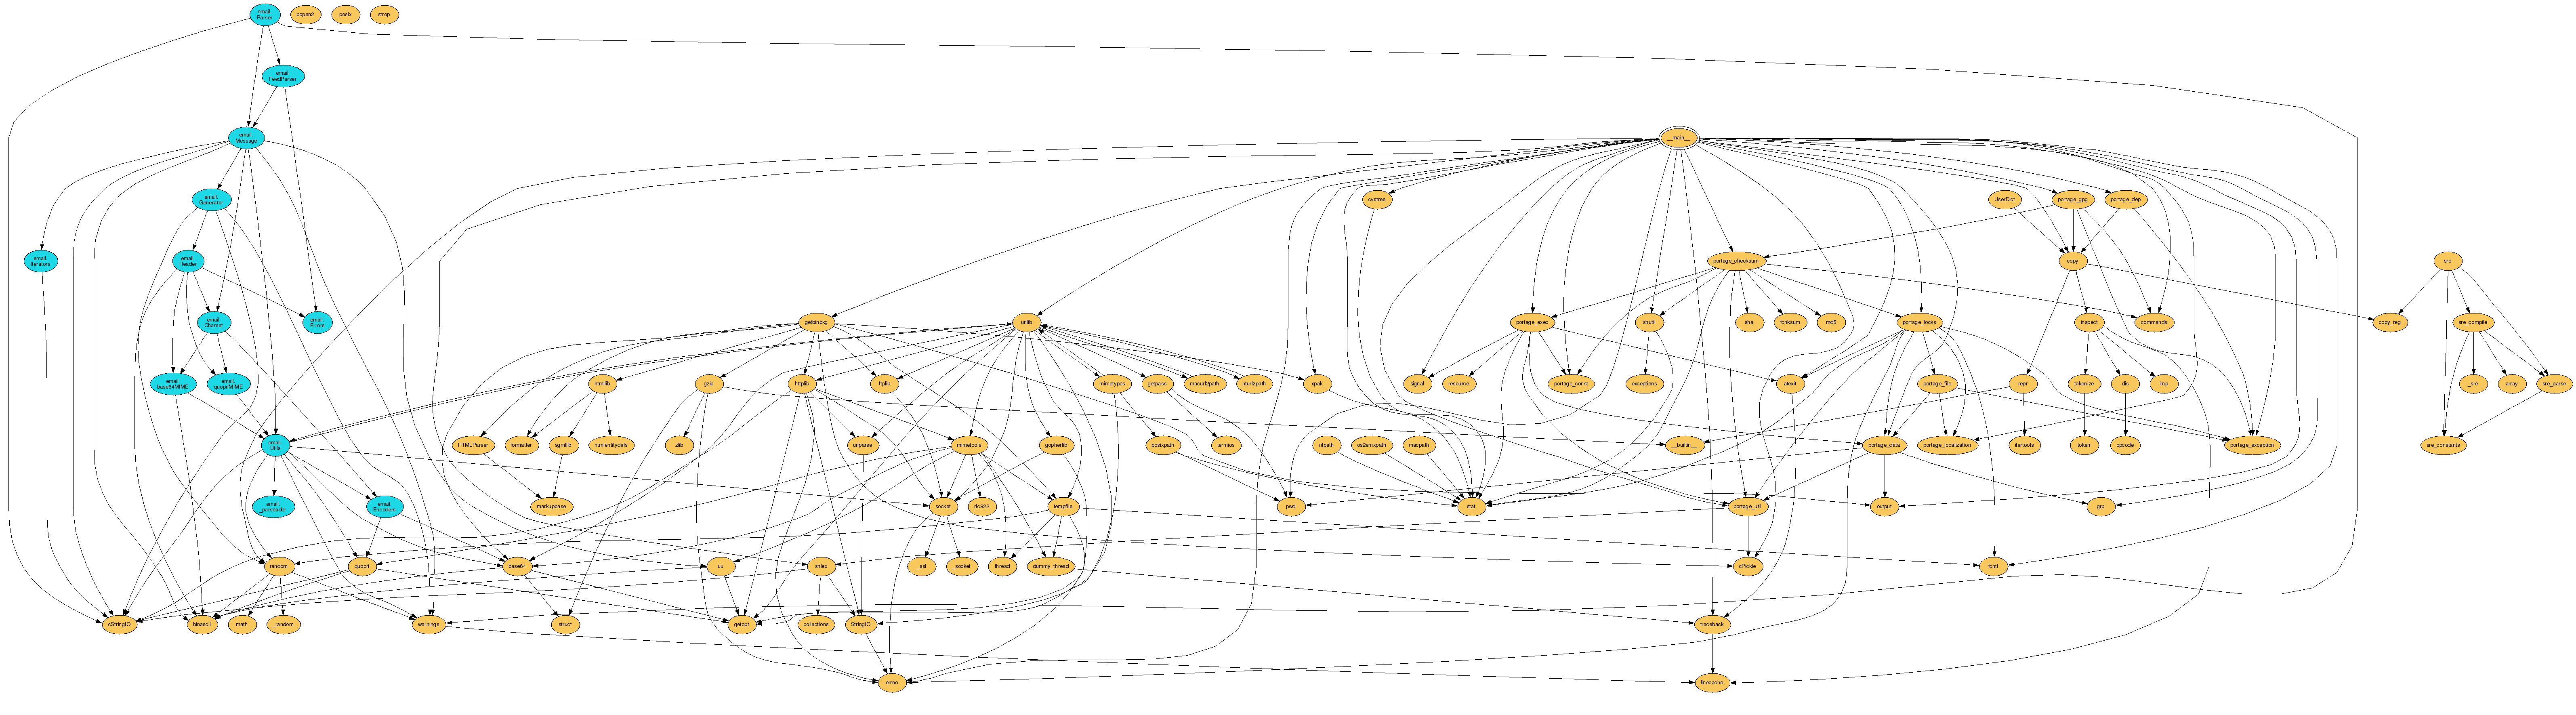 email.
Parser
popen2
posix
strop
email.
FeedParser
email.
Message
__main__
email.
Generator
cvstree
UserDict
portage_gpg
portage_dep
email.
Iterators
email.
Header
portage_checksum
copy
sre
email.
Charset
email.
Errors
getbinpkg
urllib
portage_exec
shutil
sha
fchksum
md5
portage_locks
inspect
commands
copy_reg
sre_compile
email.
base64MIME
email.
quopriMIME
htmllib
gzip
httplib
ftplib
mimetypes
getpass
macurl2path
nturl2path
xpak
signal
resource
portage_const
exceptions
atexit
portage_file
repr
tokenize
dis
imp
_sre
array
sre_parse
email.
Utils
HTMLParser
formatter
sgmllib
htmlentitydefs
zlib
urlparse
mimetools
gopherlib
posixpath
termios
ntpath
os2emxpath
macpath
__builtin__
portage_data
portage_localization
itertools
token
opcode
portage_exception
sre_constants
email.
_parseaddr
email.
Encoders
markupbase
socket
rfc822
tempfile
pwd
stat
portage_util
output
grp
random
quopri
base64
uu
shlex
_ssl
_socket
thread
dummy_thread
cPickle
fcntl
cStringIO
binascii
math
_random
warnings
struct
getopt
collections
StringIO
traceback
errno
linecache